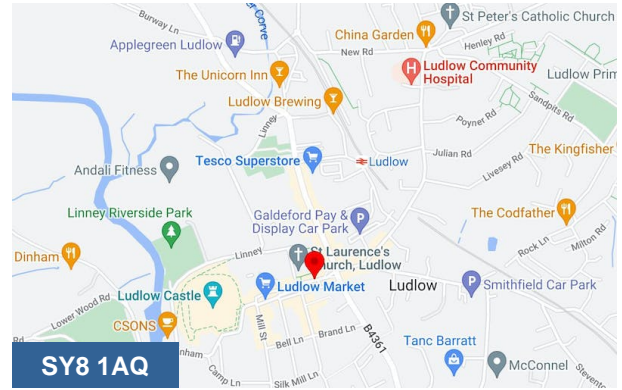 St Peter's Catholic Church
Burway Ln
China Garden
Henley Rd
Applegreen Ludlow
New Rd
Ludlow Community
Hospital
Ludlow Prim
The Unicorn Inn
Sandpits Rd
Ludlow Brewing
Poynet Rd
Linney
Julian Rd
The Kingfisher
Tesco Superstore
Ludlow
Livesey Rd
Andali Fitness
Linney Riverside Park
Galdeford Pay &
Display Car Park
The Codfather
Rock Ln
Milton Rd
Dinham
Linney
St Laurence's
Church, Ludlow
Ludlow Castle
Ludlow Market
Ludlow
Smithfield Car Park
Lower Wood Rd
CSONS
Mill St
Bell Ln
Brand Ln
B4361
Tanc Barratt
McConnel
SY8 1AQ
Camp Ln
Silk Mill Ln